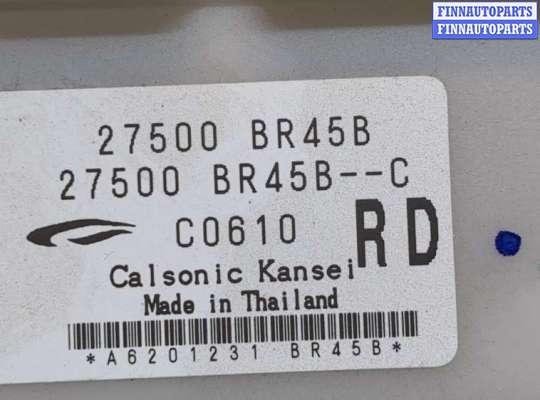 FINNAUTOPARTS
FINNAUTOPARTS
27500 BR45B
27500 BR45B--C
C0610 RD
Calsonic Kansei
Made in Thailand
*A6201231 BR45B*